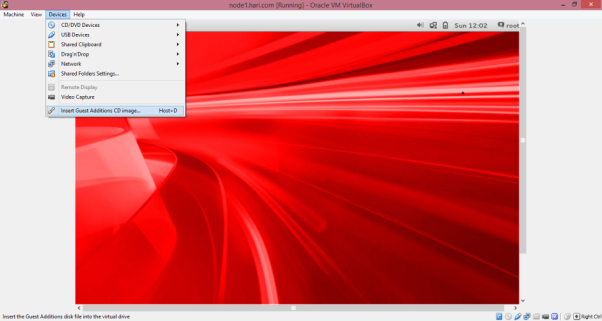 node1.hari.com [Running] - Oracle VM VirtualBox
Machine View Devices Help
Sun 12:02 root
CD/DVD Devices
USB Devices
Shared Clipboard
Drag'n'Drop
Network
Shared Folders Settings...
Remote Display
Video Capture
Insert Guest Additions CD image... Host+D
Insert the Guest Additions disk file into the virtual drive
Right Ctrl